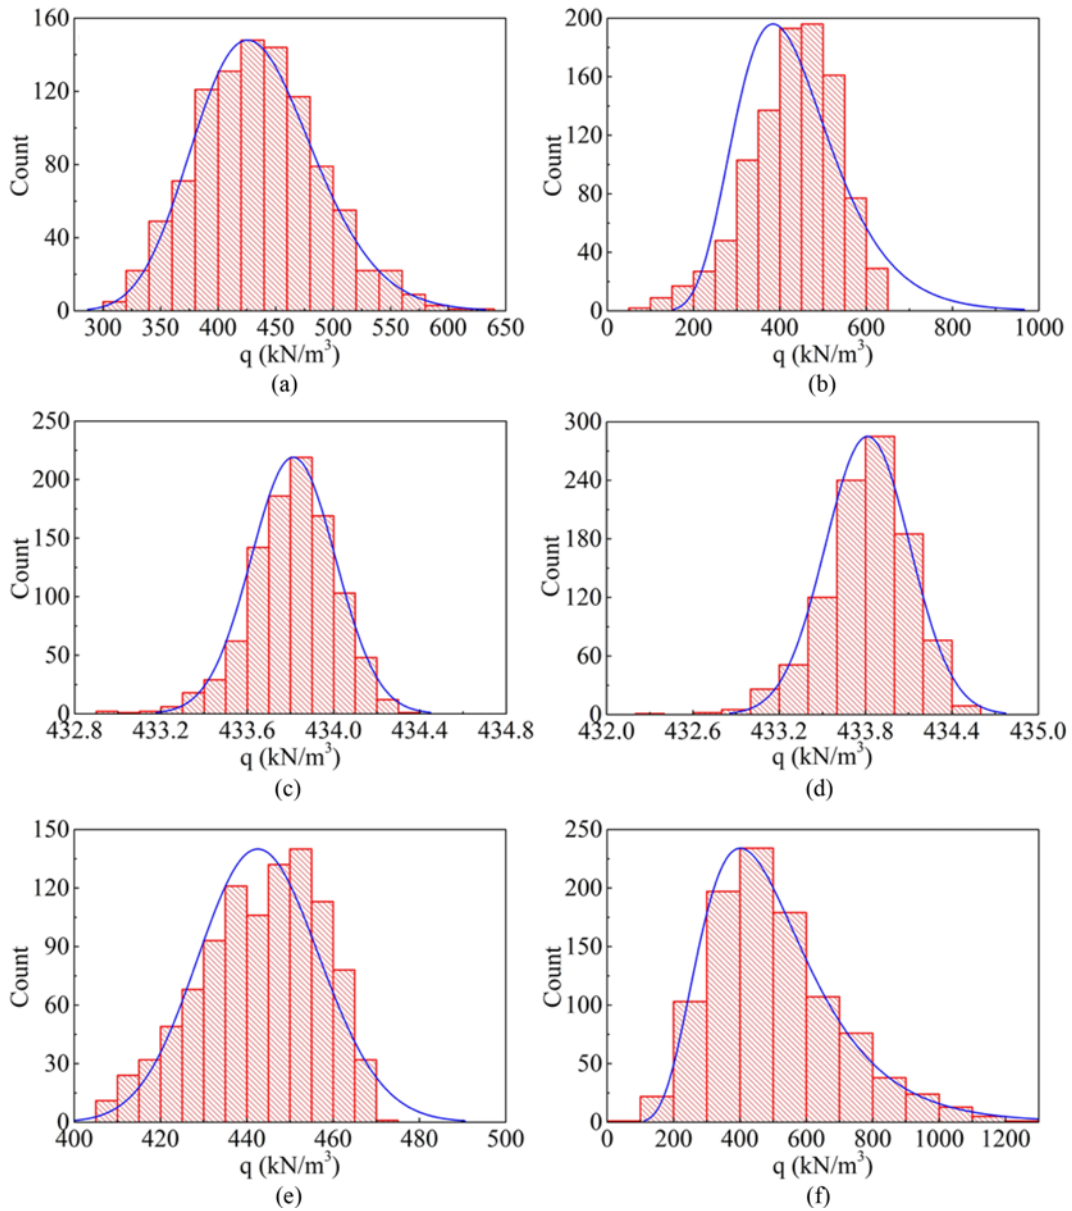 160
120
80
40
0
Count
300 350 400 450 500 550 600 650
q (kN/m³)
(a)
200
160
120
80
40
0
Count
0 200 400 600 800 1000
q (kN/m³)
(b)
250
200
150
100
50
0
Count
432.8 433.2 433.6 434.0 434.4 434.8
q (kN/m³)
(c)
300
240
180
120
60
0
Count
432.0 432.6 433.2 433.8 434.4 435.0
q (kN/m³)
(d)
150
120
90
60
30
0
Count
400 420 440 460 480 500
q (kN/m³)
(e)
250
200
150
100
50
0
Count
0 200 400 600 800 1000 1200
q (kN/m³)
(f)